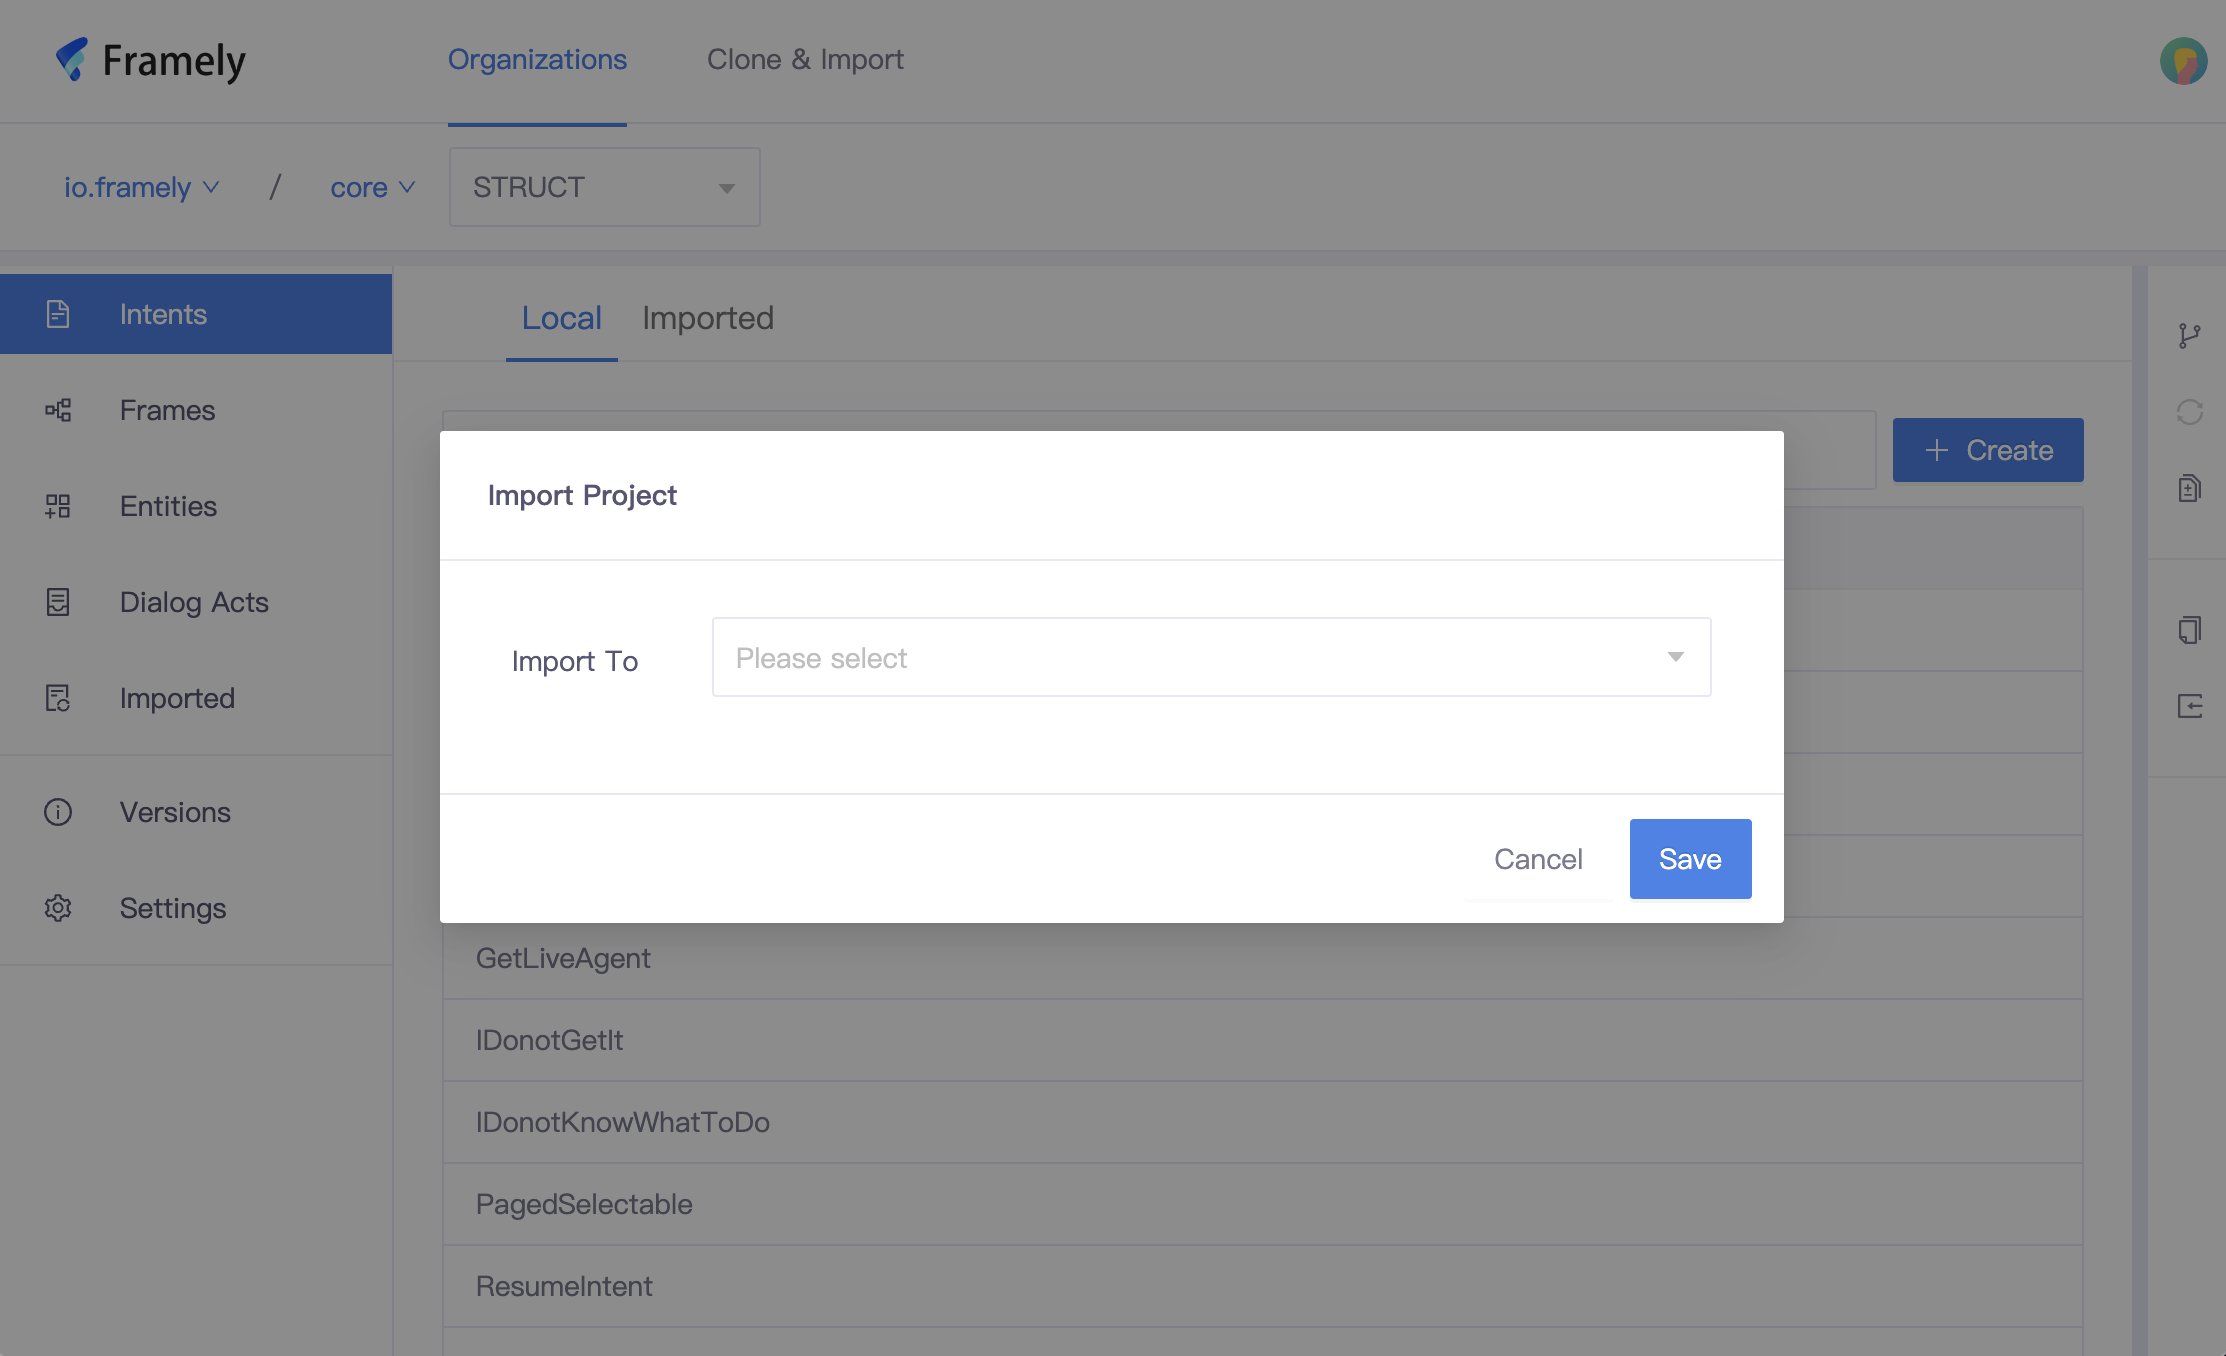 Framely
Organizations
Clone & Import
io.framely
/
core
STRUCT
Intents
Frames
Entities
Dialog Acts
Imported
Versions
Settings
Local
Imported
Create
Import Project
Import To
Please select
Cancel
Save
GetLiveAgent
IDonotGetIt
IDonotKnowWhatToDo
PagedSelectable
ResumeIntent